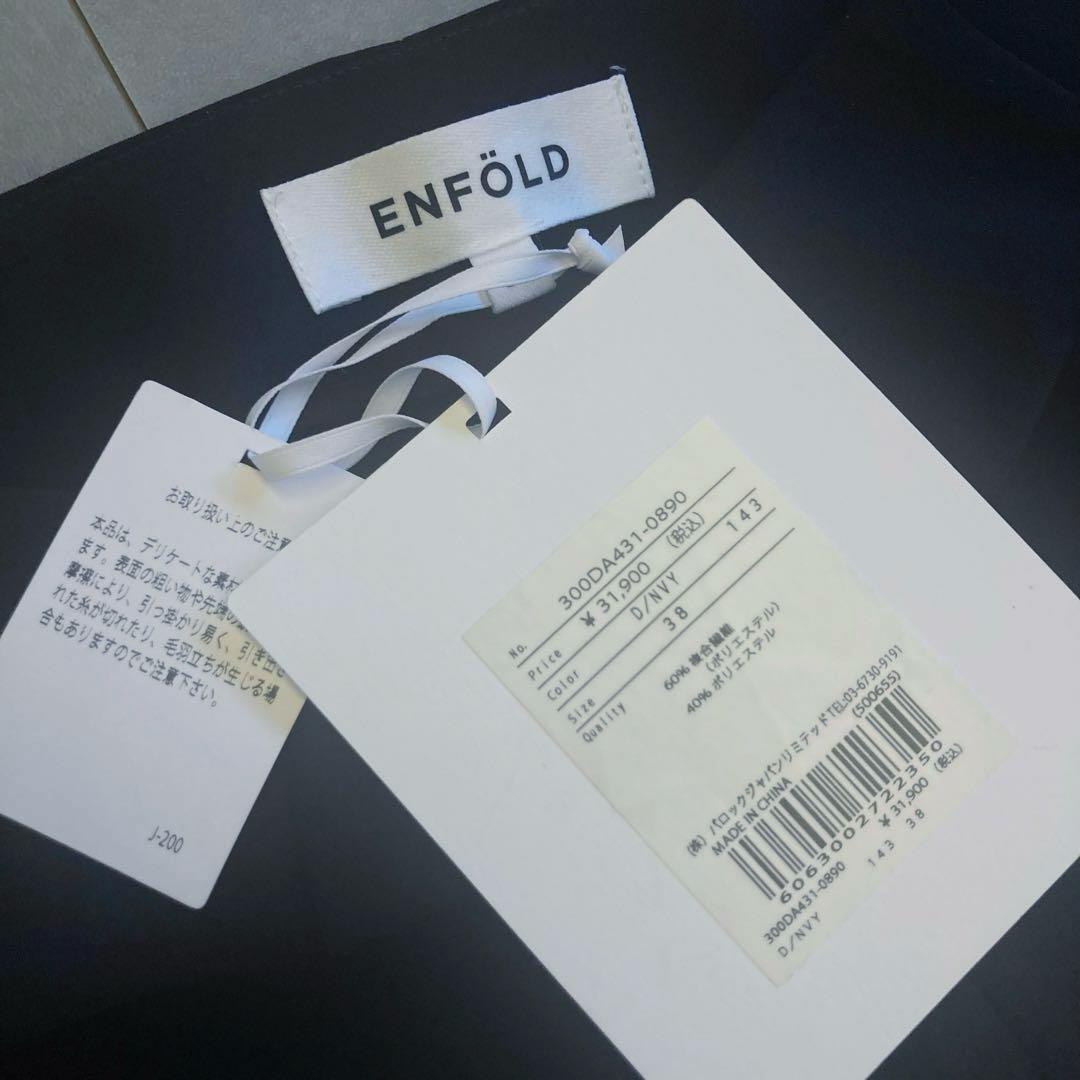 ENFÖLD
お取り扱い上のご注意
本品は、デリケートな素材
ます。表面の粗い物や先端の
摩擦により、引っ掛かり易く、引き出さ
れた糸が切れたり、毛羽立ちが生じる場
合もありますのでご注意下さい。
J-200
No. 300DA431-0890
Price ¥ 31,900 (税込)
Color D/NVY 143
Size 38
Quality
60% 複合繊維
(ポリエステル)
40% ポリエステル
(株) バロックジャパンリミテッド TEL:03-6730-9191
MADE IN CHINA (500655)
6063002722350
300DA431-0890 ¥ 31,900 (税込)
D/NVY 143 38